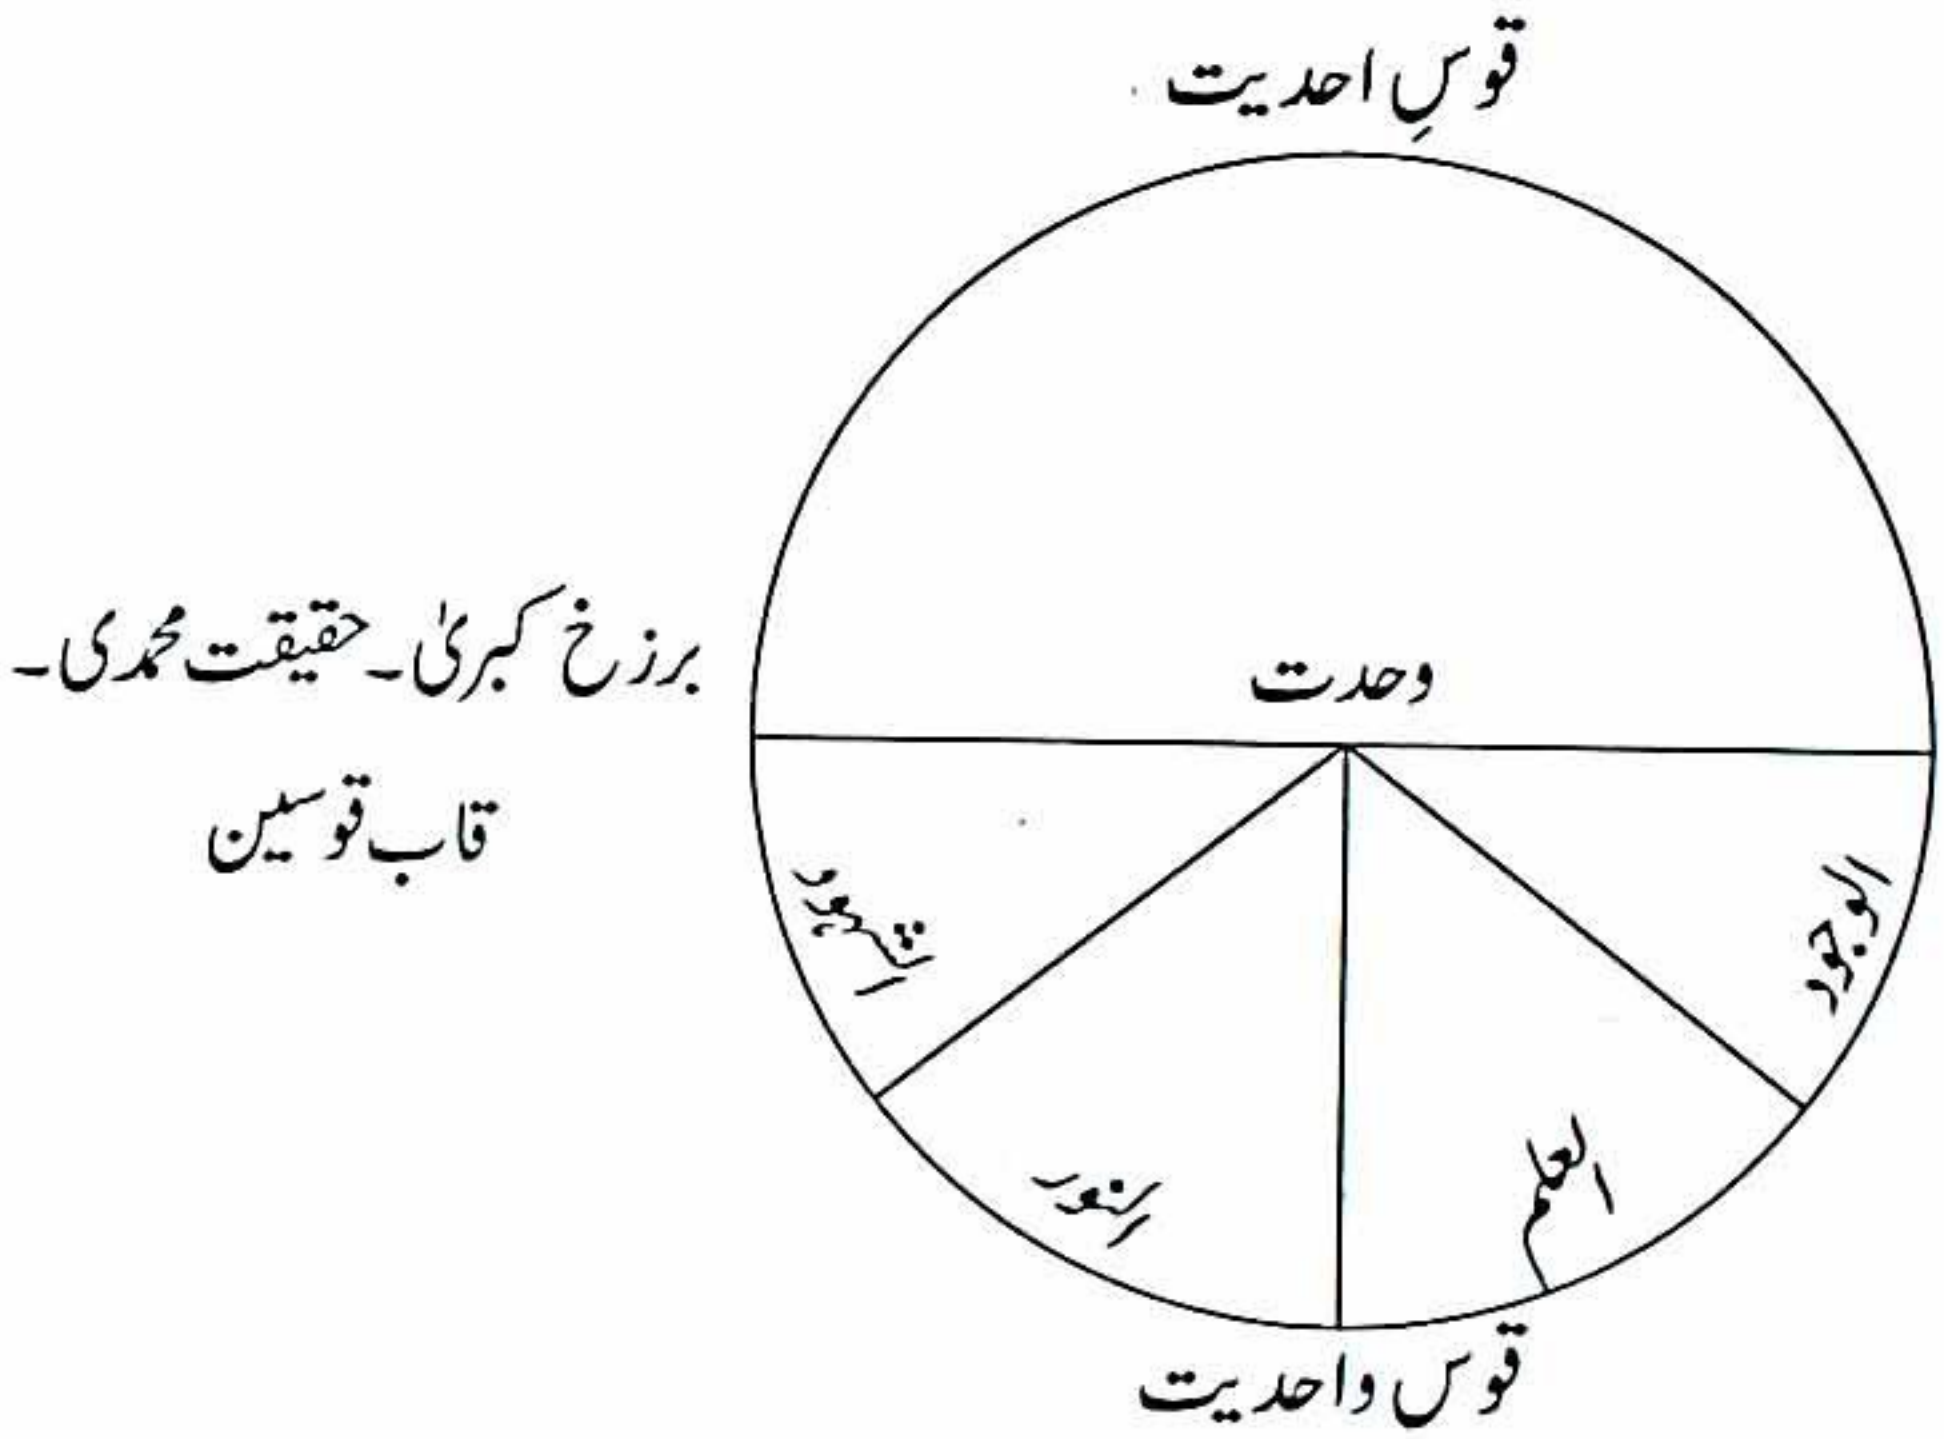 قوسِ احدیت
وحدت
برزخ کبریٰ۔ حقیقت محمدی۔
قاب قوسین
الوجود
العلم
النور
الشہود
قوس واحدیت